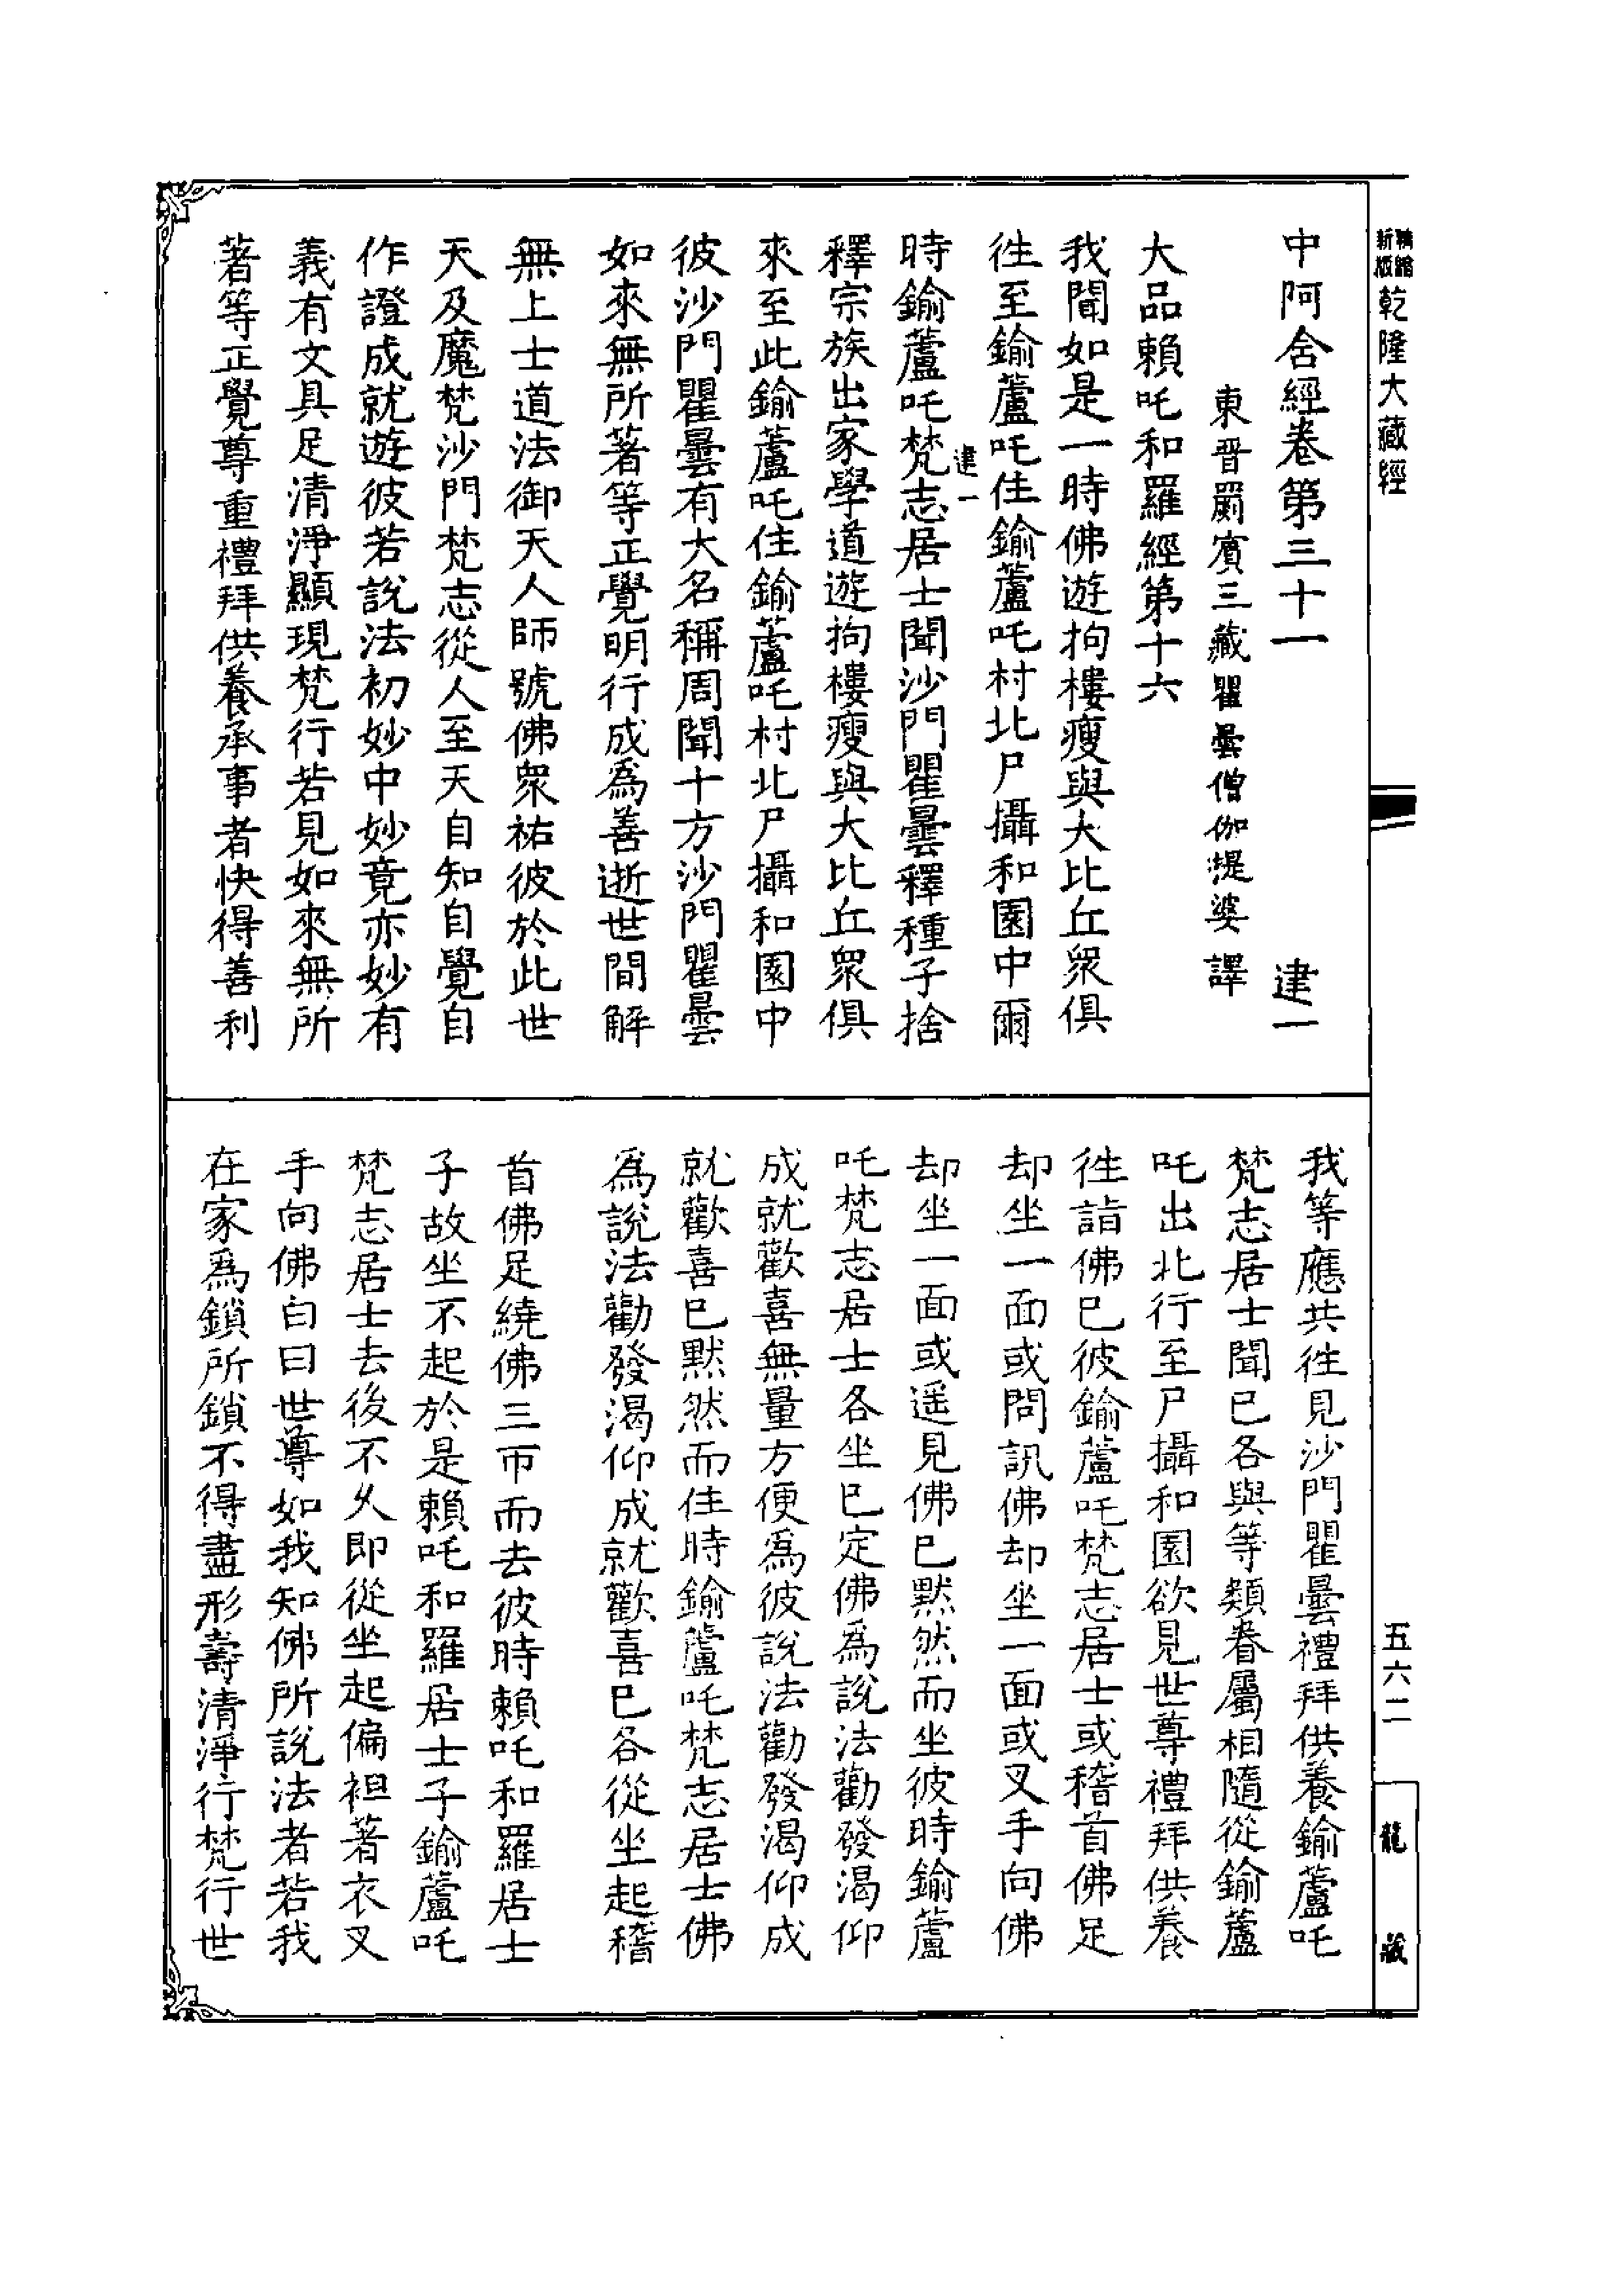 新版乾隆大藏經
中阿含經卷第三十一 建一
東晉罽賓三藏瞿曇僧伽提婆譯
大品賴吒和羅經第十六
我聞如是一時佛遊拘樓瘦與大比丘衆俱
往至鍮蘆吒住鍮蘆吒村北尸攝和園中爾
建一
時鍮蘆吒梵志居士聞沙門瞿曇釋種子捨
釋宗族出家學道遊拘樓瘦與大比丘衆俱
來至此鍮蘆吒住鍮蘆吒村北尸攝和園中
彼沙門瞿曇有大名稱周聞十方沙門瞿曇
如來無所著等正覺明行成爲善逝世間解
無上士道法御天人師號佛衆祐彼於此世
天及魔梵沙門梵志從人至天自知自覺自
作證成就遊彼若說法初妙中妙竟亦妙有
義有文具足清淨顯現梵行若見如來無所
著等正覺尊重禮拜供養承事者快得善利
我等應共往見沙門瞿曇禮拜供養鍮蘆吒
梵志居士聞已各與等類眷屬相隨從鍮蘆
吒出北行至尸攝和園欲見世尊禮拜供養
往詣佛已彼鍮蘆吒梵志居士或稽首佛足
却坐一面或問訊佛却坐一面或叉手向佛
却坐一面或遥見佛已默然而坐彼時鍮蘆
吒梵志居士各坐已定佛爲說法勸發渴仰
成就歡喜無量方便爲彼說法勸發渴仰成
就歡喜已默然而住時鍮蘆吒梵志居士佛
爲說法勸發渴仰成就歡喜已各從坐起稽
首佛足繞佛三帀而去彼時賴吒和羅居士
子故坐不起於是賴吒和羅居士子鍮蘆吒
梵志居士去後不久即從坐起偏袒著衣叉
手向佛白曰世尊如我知佛所說法者若我
在家爲鎖所鎖不得盡形壽清淨行梵行世
五六二
龍藏